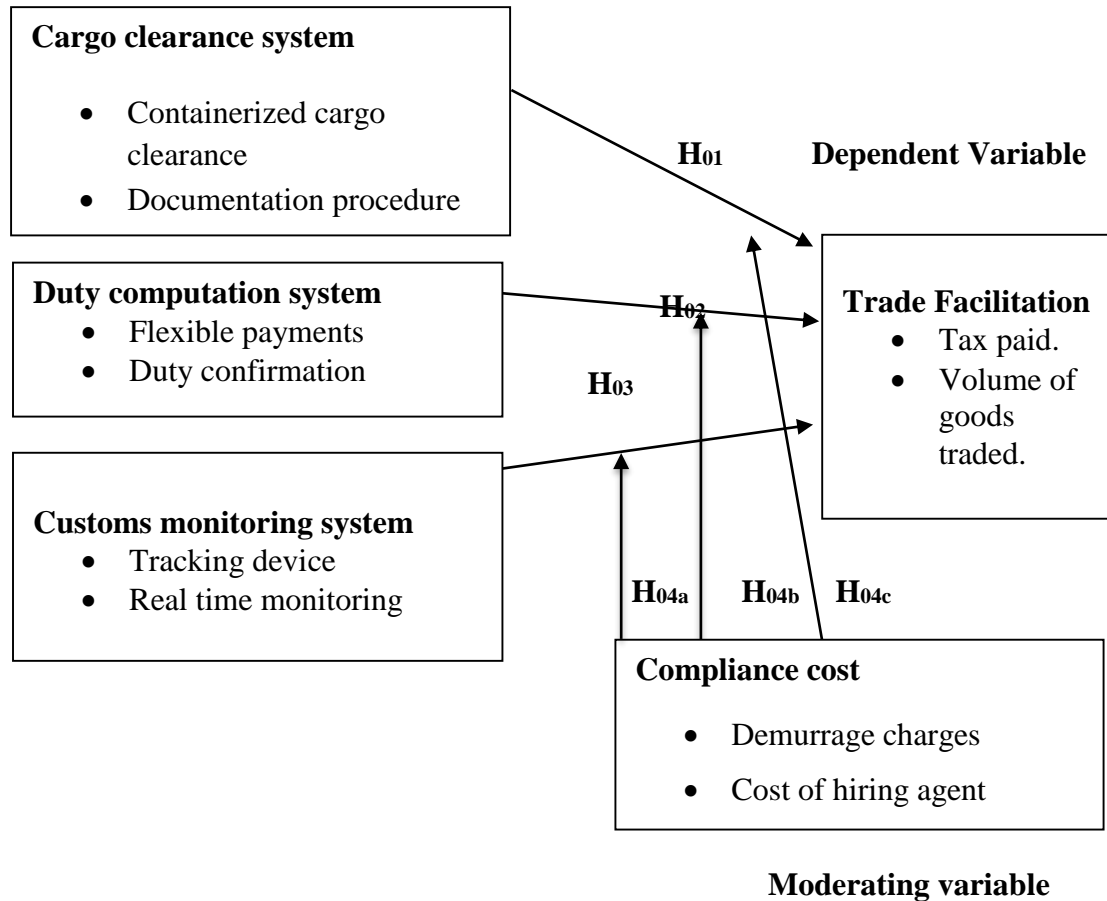 Cargo clearance system
• Containerized cargo
clearance
• Documentation procedure
H01
Dependent Variable
Duty computation system
• Flexible payments
• Duty confirmation
H02
H03
Trade Facilitation
• Tax paid.
• Volume of
goods
traded.
Customs monitoring system
• Tracking device
• Real time monitoring
H04a
H04b
H04c
Compliance cost
• Demurrage charges
• Cost of hiring agent
Moderating variable